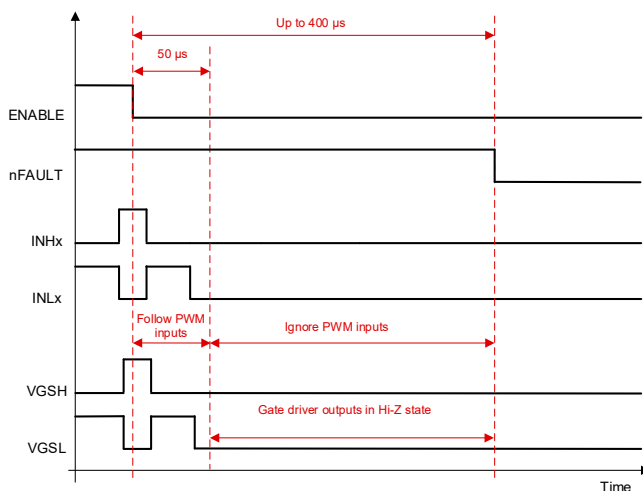 Up to 400 µs
50 µs
ENABLE
nFAULT
INHx
INLx
Follow PWM
inputs
Ignore PWM inputs
VGSH
Gate driver outputs in Hi-Z state
VGSL
Time